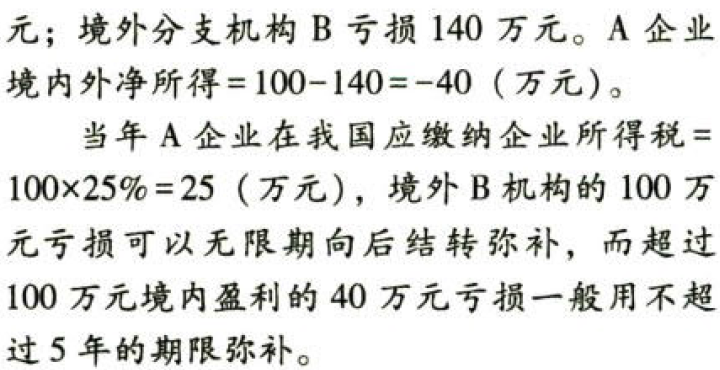 元；境外分支机构 B 亏损 140 万元。A 企业
境内外净所得=100-140=-40（万元）。
当年 A 企业在我国应缴纳企业所得税=
100×25%=25（万元），境外 B 机构的 100 万
元亏损可以无限期向后结转弥补，而超过
100 万元境内盈利的 40 万元亏损一般用不超
过 5 年的期限弥补。